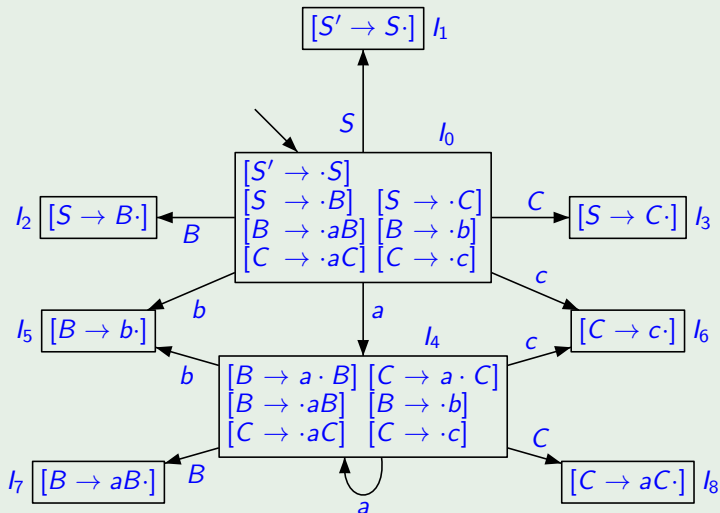 [S′ → S·] I₁
S
I₀
[S′ → ·S]
[S → ·B] [S → ·C]
[B → ·aB] [B → ·b]
[C → ·aC] [C → ·c]
I₂ [S → B·]
B
C
[S → C·] I₃
b
a
c
I₅ [B → b·]
[C → c·] I₆
I₄
b
c
[B → a · B] [C → a · C]
[B → ·aB] [B → ·b]
[C → ·aC] [C → ·c]
B
C
I₇ [B → aB·]
[C → aC·] I₈
a